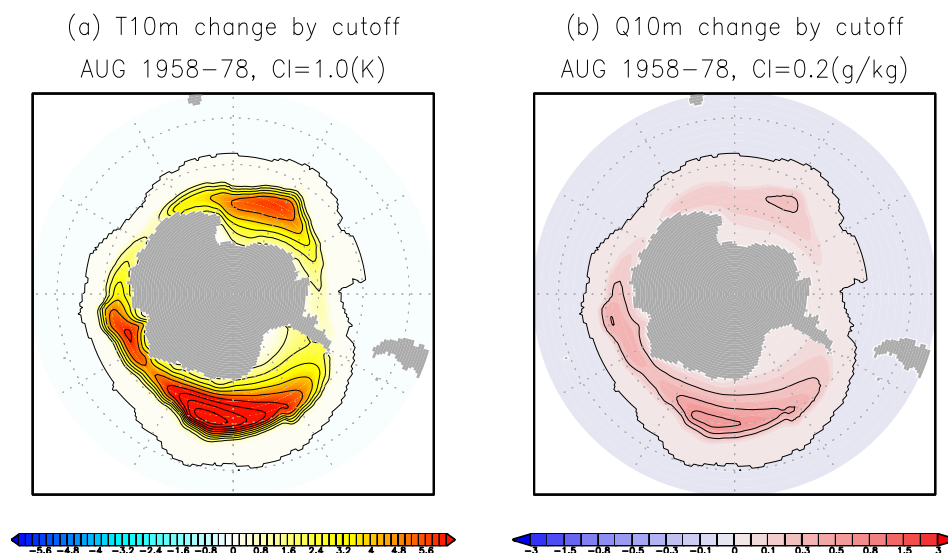 (a) T10m change by cutoff
AUG 1958-78, CI=1.0(K)
(b) Q10m change by cutoff
AUG 1958-78, CI=0.2(g/kg)
-5.6 -4.8 -4 -3.2 -2.4 -1.6 -0.8 0 0.8 1.6 2.4 3.2 4 4.8 5.6
-3 -1.5 -0.8 -0.5 -0.3 -0.1 0 0.1 0.3 0.5 0.8 1.5